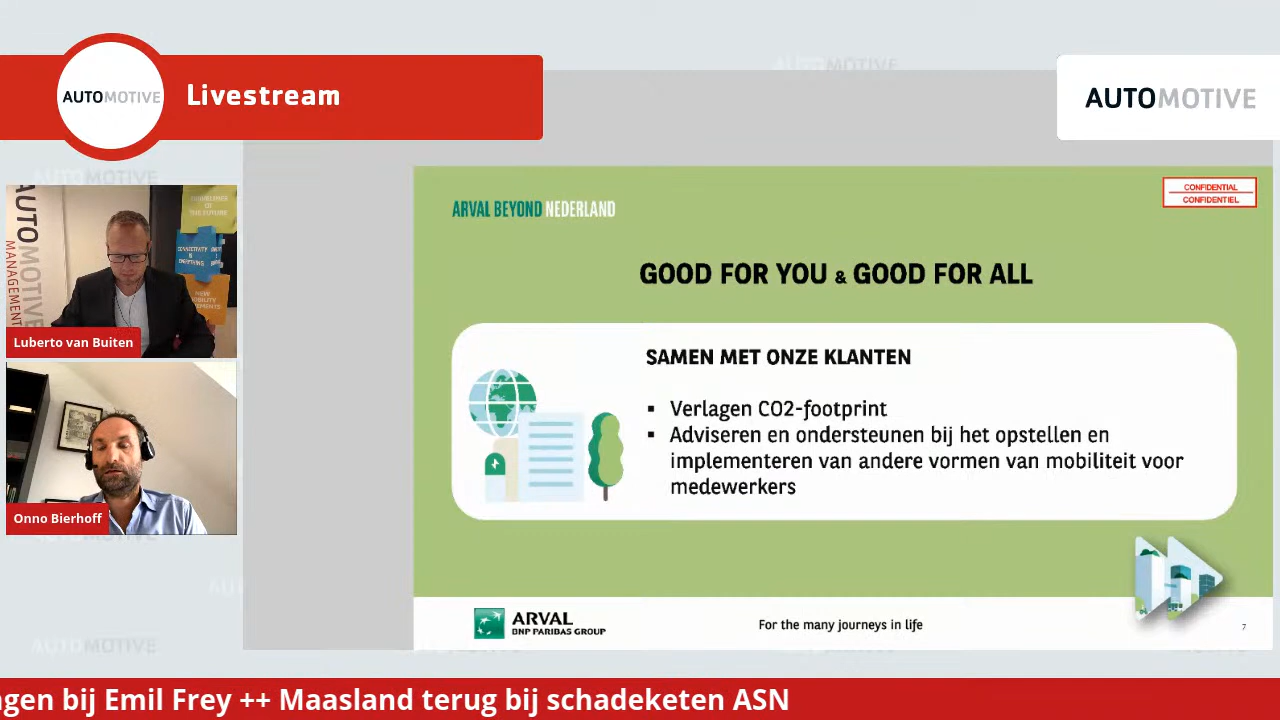 AUTOMOTIVE
Livestream
AUTOMOTIVE
AUTOMOTIVE
MANAGEMENT
CONNECTIVITY
IS
EVERYTHING
Luberto van Buiten
Onno Bierhoff
ARVAL BEYOND NEDERLAND
CONFIDENTIAL
CONFIDENTIEL
GOOD FOR YOU & GOOD FOR ALL
SAMEN MET ONZE KLANTEN
▪ Verlagen CO2-footprint
▪ Adviseren en ondersteunen bij het opstellen en
implementeren van andere vormen van mobiliteit voor
medewerkers
ARVAL
BNP PARIBAS GROUP
For the many journeys in life
7
gen bij Emil Frey ++ Maasland terug bij schadeketen ASN